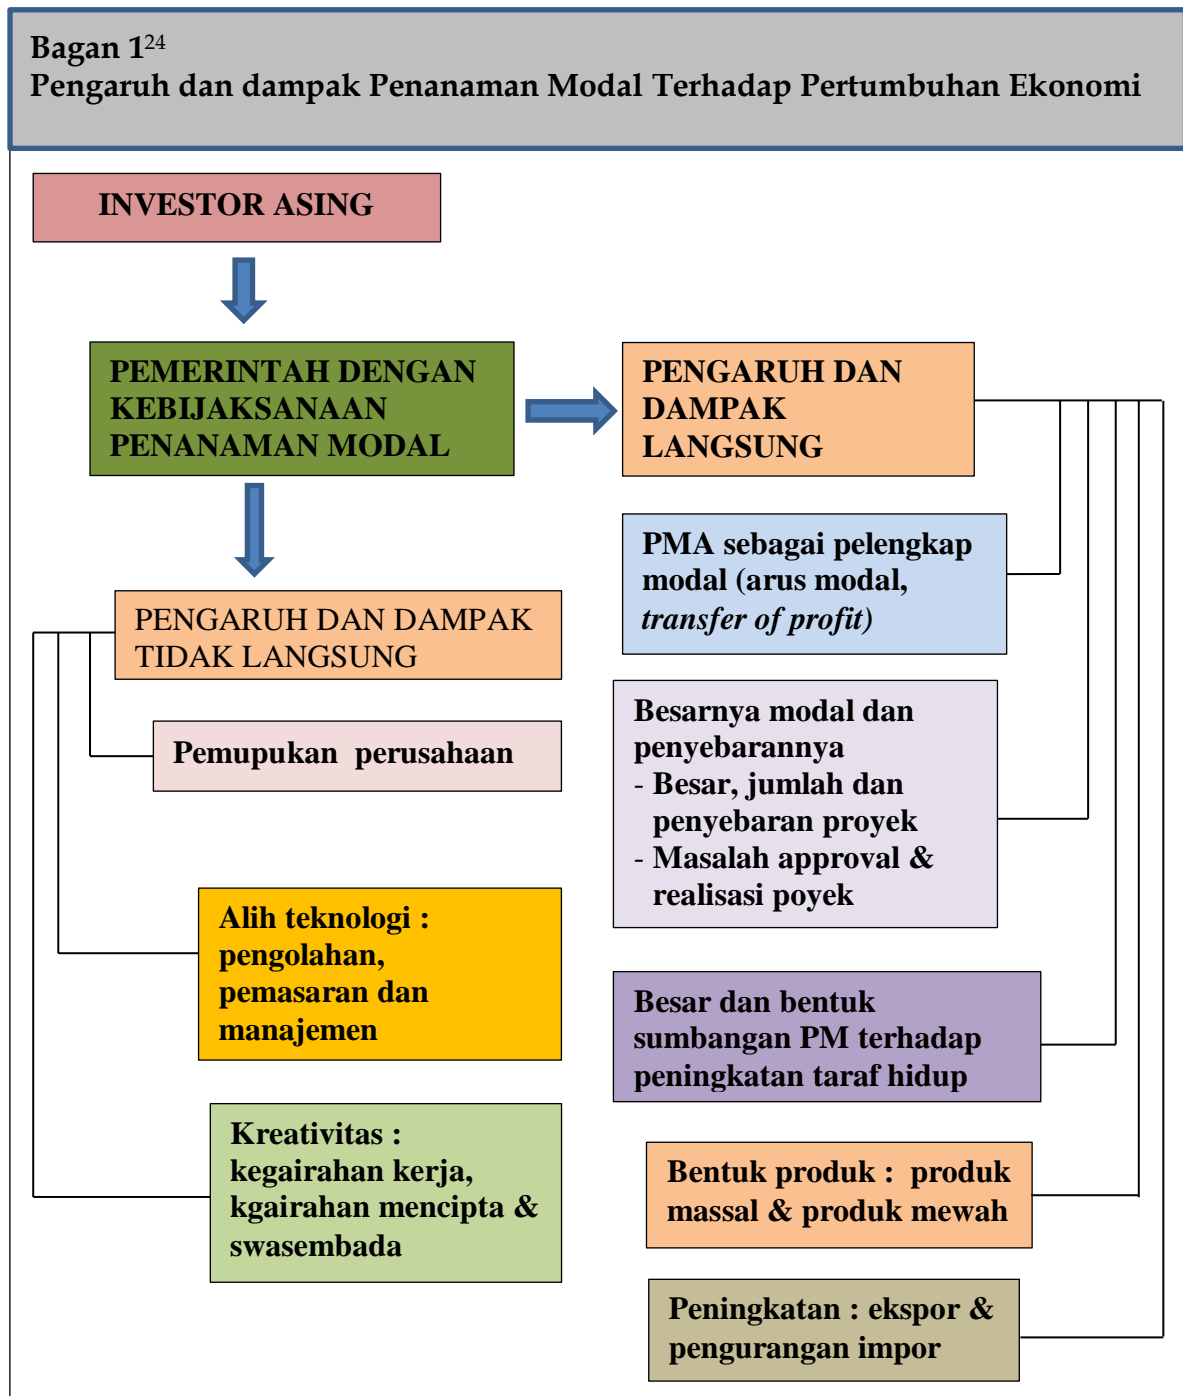 Bagan 1²⁴
Pengaruh dan dampak Penanaman Modal Terhadap Pertumbuhan Ekonomi
INVESTOR ASING
PEMERINTAH DENGAN
KEBIJAKSANAAN
PENANAMAN MODAL
PENGARUH DAN
DAMPAK
LANGSUNG
PMA sebagai pelengkap
modal (arus modal,
transfer of profit)
PENGARUH DAN DAMPAK
TIDAK LANGSUNG
Pemupukan perusahaan
Besarnya modal dan
penyebarannya
- Besar, jumlah dan
penyebaran proyek
- Masalah approval &
realisasi poyek
Alih teknologi :
pengolahan,
pemasaran dan
manajemen
Besar dan bentuk
sumbangan PM terhadap
peningkatan taraf hidup
Kreativitas :
kegairahan kerja,
kgairahan mencipta &
swasembada
Bentuk produk : produk
massal & produk mewah
Peningkatan : ekspor &
pengurangan impor